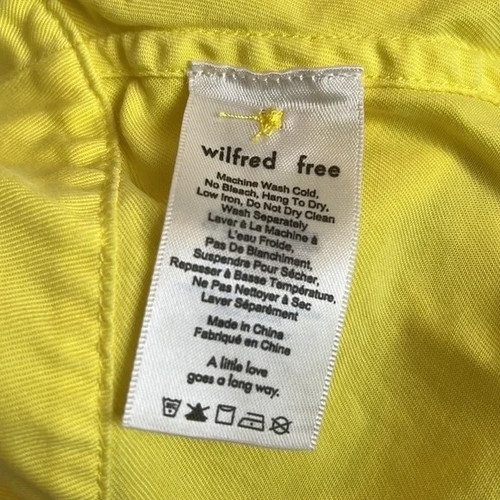 wilfred free
Machine Wash Cold,
No Bleach, Hang To Dry,
Low Iron, Do Not Dry Clean
Wash Separately
Laver à La Machine à
L'eau Froide,
Pas De Blanchiment,
Suspendre Pour Sécher,
Repasser à Basse Température,
Ne Pas Nettoyer à Sec
Laver Séparément
Made in China
Fabriqué en China
A little love
goes a long way.